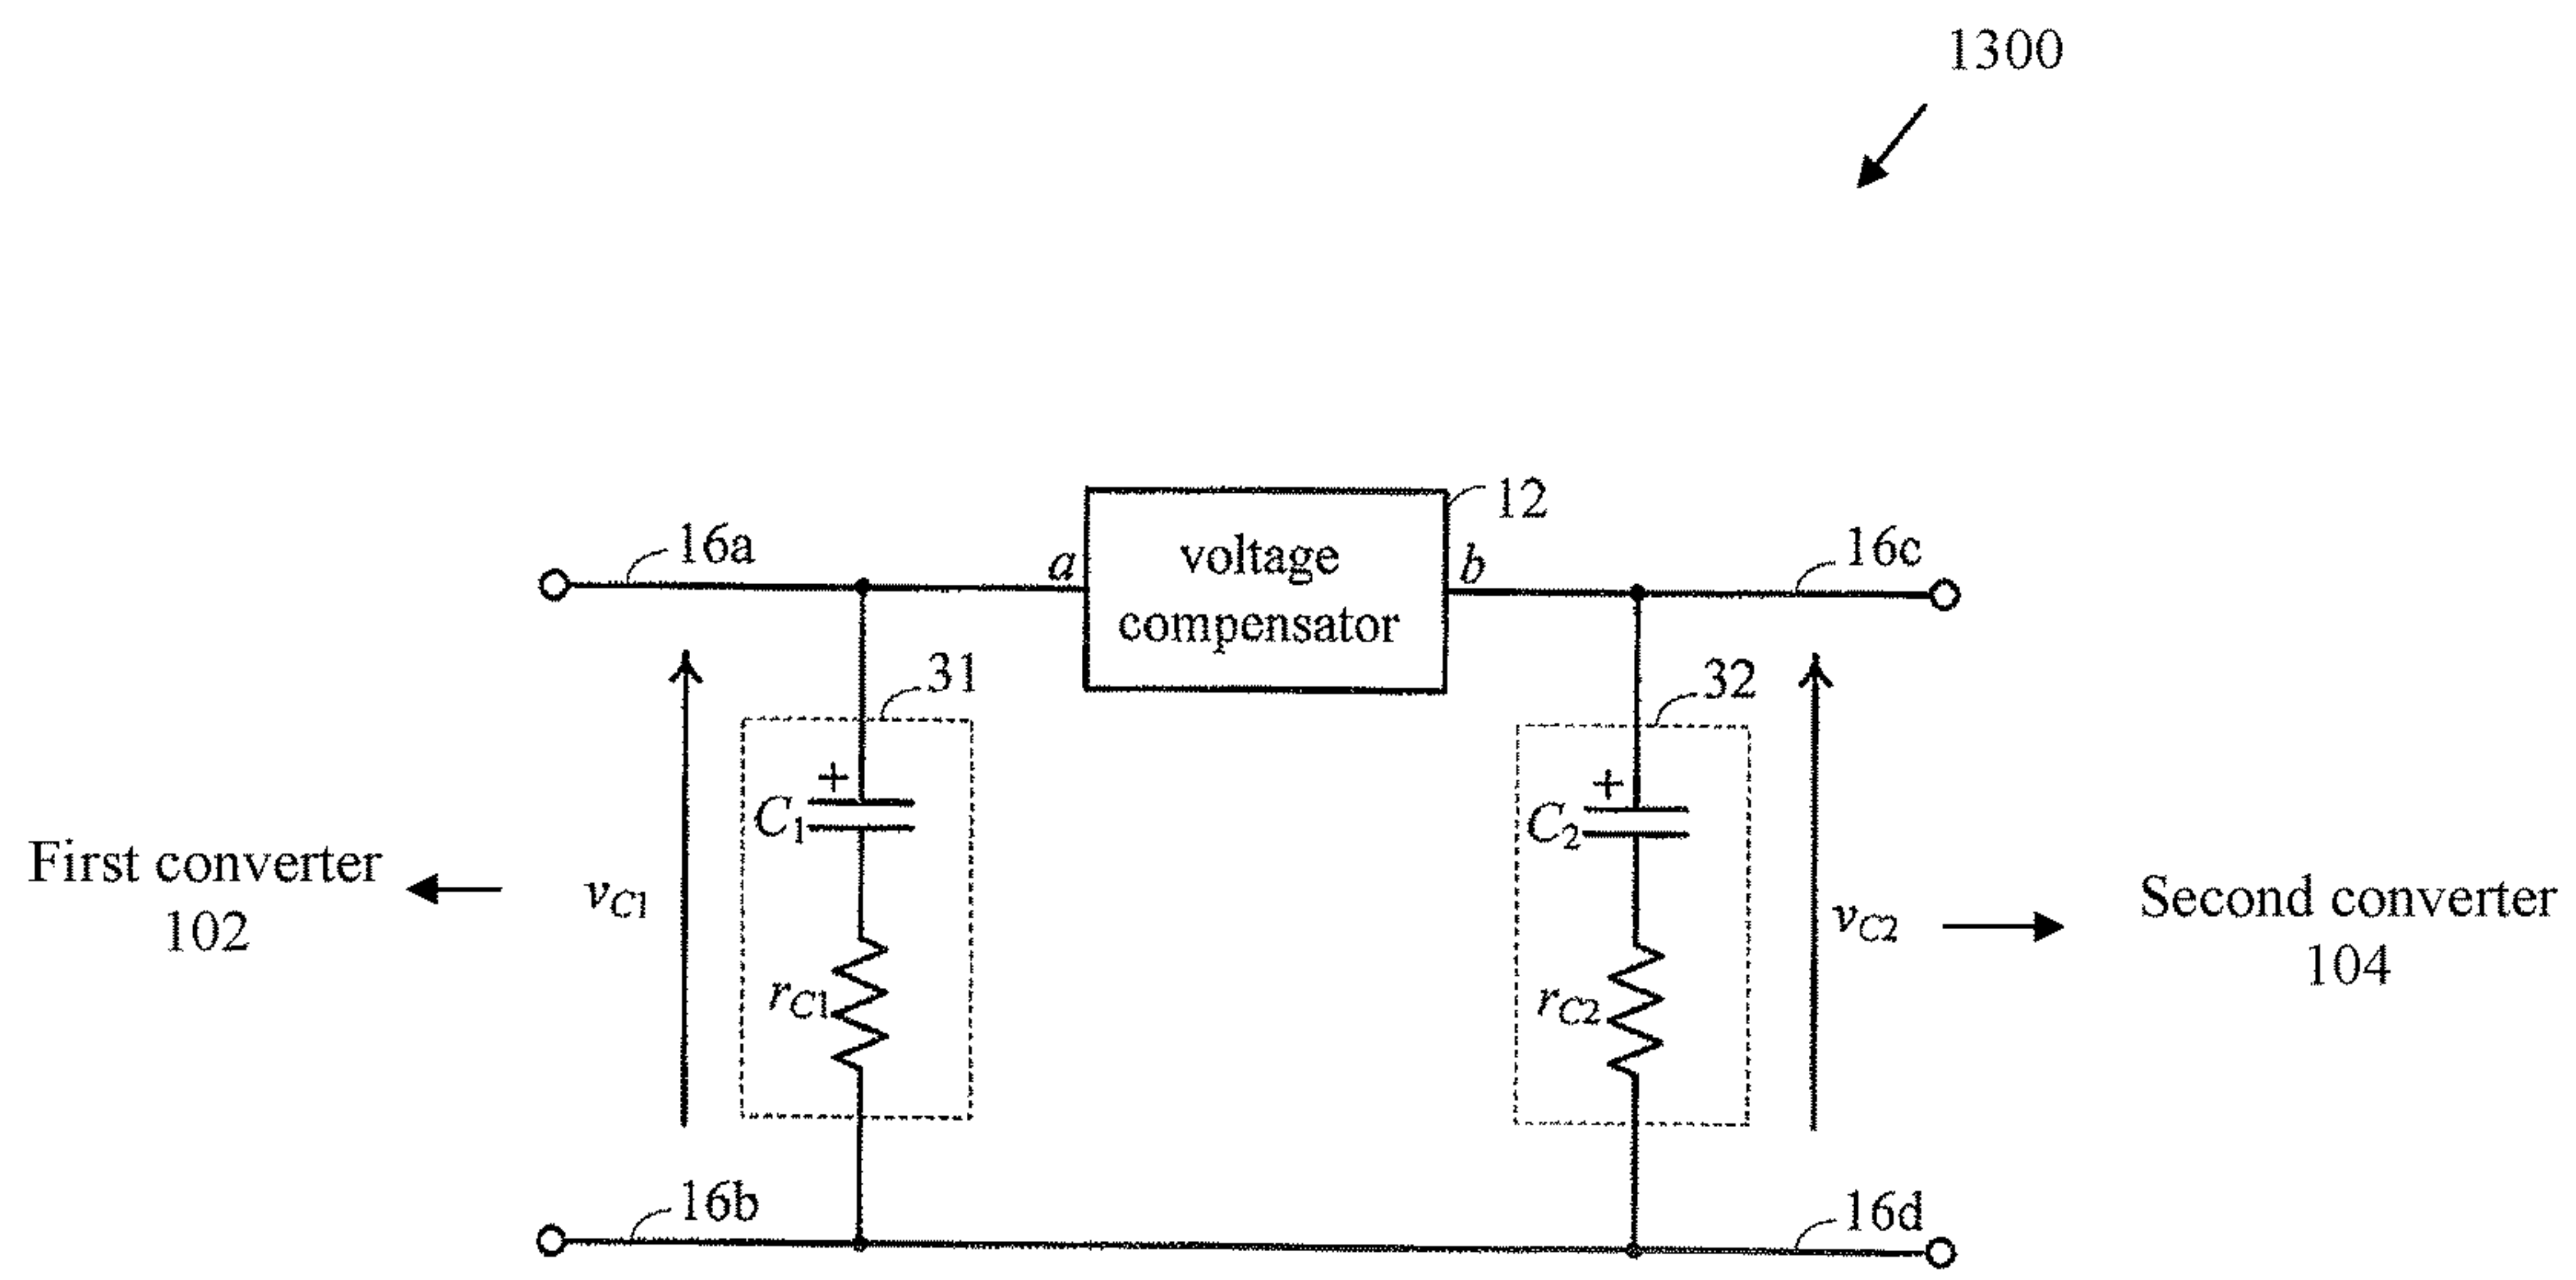 1300
12
16a
a
voltage
b
16c
compensator
31
32
+
+
C1
C2
First converter
102
vC1
vC2
Second converter
104
rC1
rC2
16b
16d